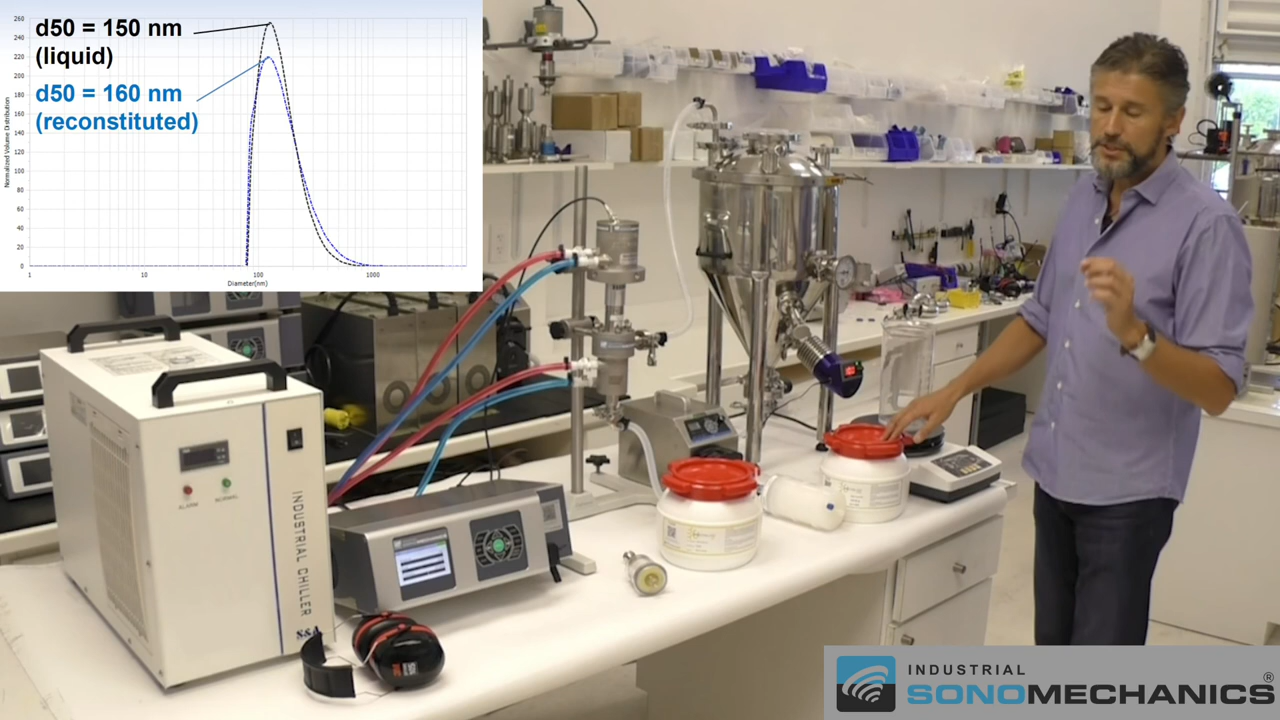 d50 = 150 nm
(liquid)
d50 = 160 nm
(reconstituted)
Normalized Volume Distribution
260
240
220
200
180
160
140
120
100
80
60
40
20
0
1
10
100
1000
Diameter(nm)
ALARM
NORMAL
INDUSTRIAL CHILLER
S&A
INDUSTRIAL
SONOMECHANICS®